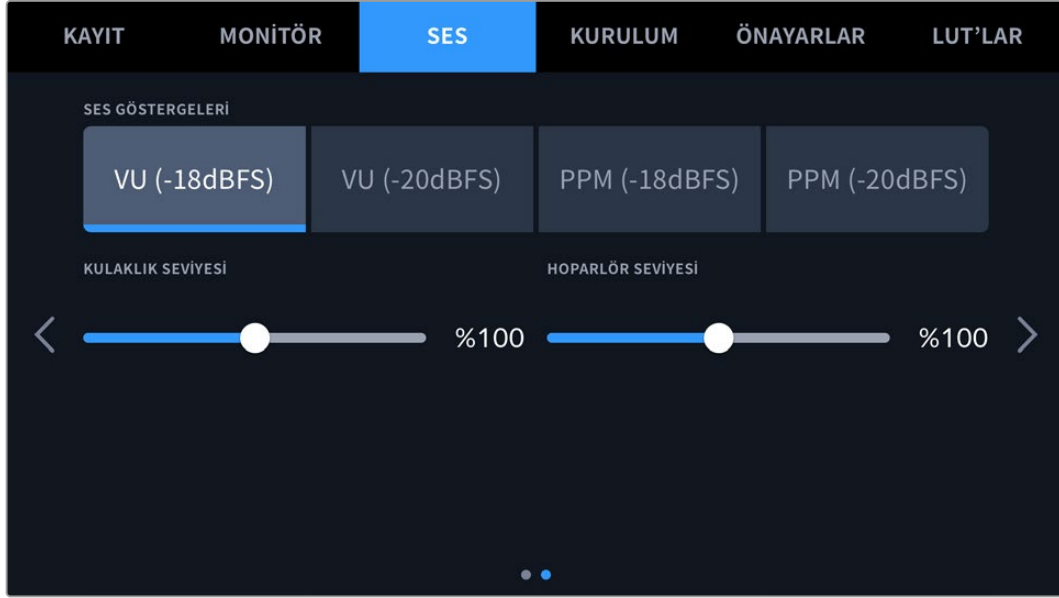 KAYIT MONİTÖR SES KURULUM ÖNAYARLAR LUT’LAR
SES GÖSTERGELERİ
VU (-18dBFS) VU (-20dBFS) PPM (-18dBFS) PPM (-20dBFS)
KULAKLIK SEVİYESİ HOPARLÖR SEVİYESİ
%100 %100